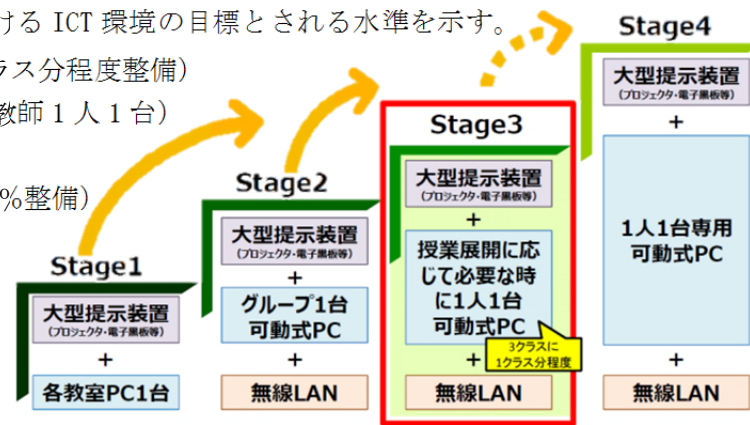 ける ICT 環境の目標とされる水準を示す。
ラス分程度整備）
教師 1 人 1 台）
%整備）
Stage1
大型提示装置
（プロジェクタ・電子黒板等）
+
各教室PC1台
Stage2
大型提示装置
（プロジェクタ・電子黒板等）
+
グループ1台
可動式PC
+
無線LAN
Stage3
大型提示装置
（プロジェクタ・電子黒板等）
+
授業展開に応
じて必要な時
に1人1台
可動式PC
3クラスに
1クラス分程度
+
無線LAN
Stage4
大型提示装置
（プロジェクタ・電子黒板等）
+
1人1台専用
可動式PC
+
無線LAN